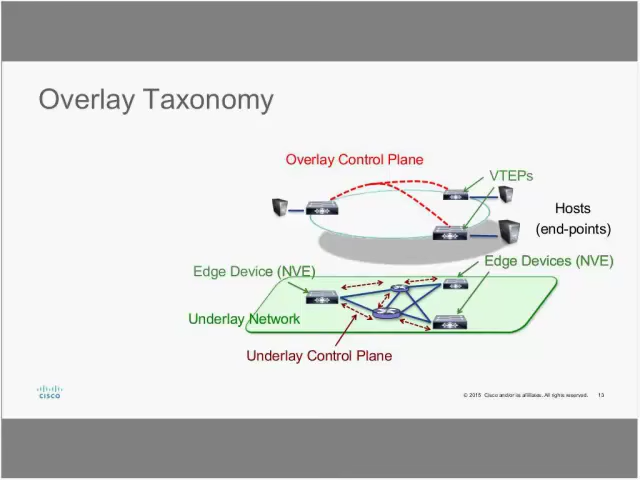 Overlay Taxonomy
Overlay Control Plane
VTEPs
Hosts
(end-points)
Edge Devices (NVE)
Edge Device (NVE)
Underlay Network
Underlay Control Plane
CISCO
© 2015 Cisco and/or its affiliates. All rights reserved. 13